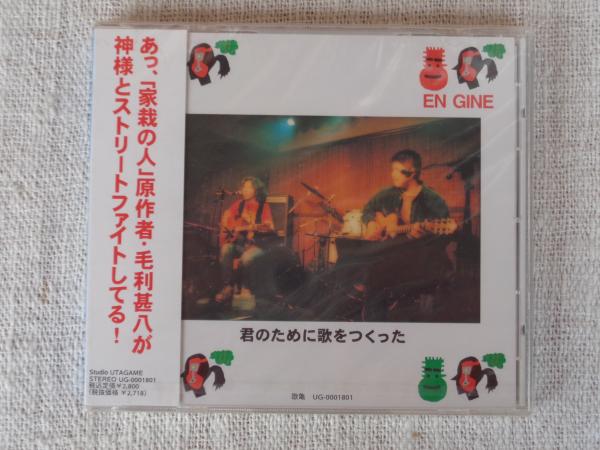 あっ、「家栽の人」原作者・毛利甚八が
神様とストリートファイトしてる！
Studio UTAGAME
STEREO UG-0001801
税込定価￥2,800
（税抜価格 ￥2,718）
EN GINE
君のために歌をつくった
歌亀 UG-0001801